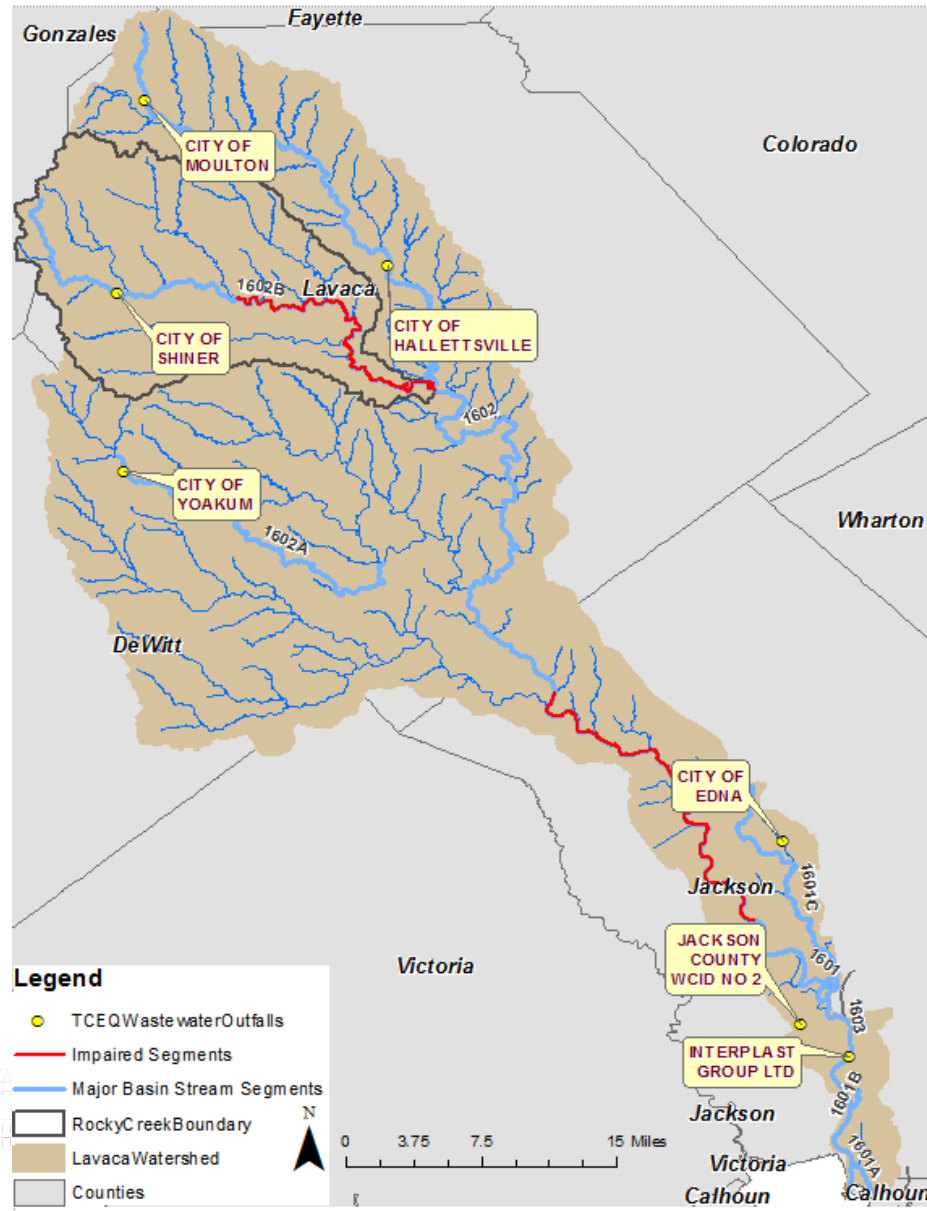 Fayette
Gonzales
CITY OF
MOULTON
Colorado
1602B
Lavaca
CITY OF
SHINER
CITY OF
HALLETTSVILLE
1602
CITY OF
YOAKUM
Wharton
1602A
DeWitt
CITY OF
EDNA
1601C
Jackson
JACKSON
COUNTY
WCID NO 2
Victoria
1601
1603
INTERPLAST
GROUP LTD
1601B
Jackson
1601A
Victoria
Calhoun
Calhoun
Legend
TCEQWastewaterOutfalls
Impaired Segments
Major Basin Stream Segments
RockyCreekBoundary
LavacaWatershed
Counties
N
0 3.75 7.5 15 Miles